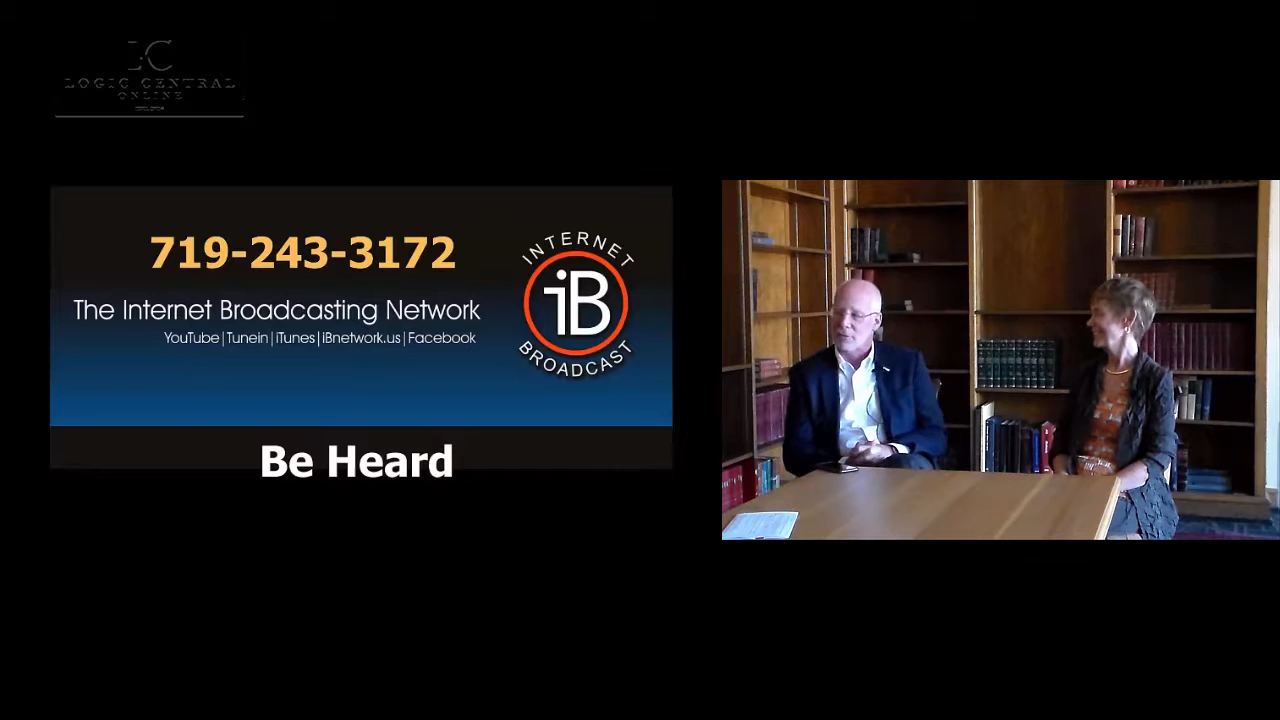 LC
LOGIC CENTRAL
ONLINE
719-243-3172
The Internet Broadcasting Network
YouTube|Tunein|iTunes|iBnetwork.us|Facebook
INTERNET
iB
BROADCAST
Be Heard